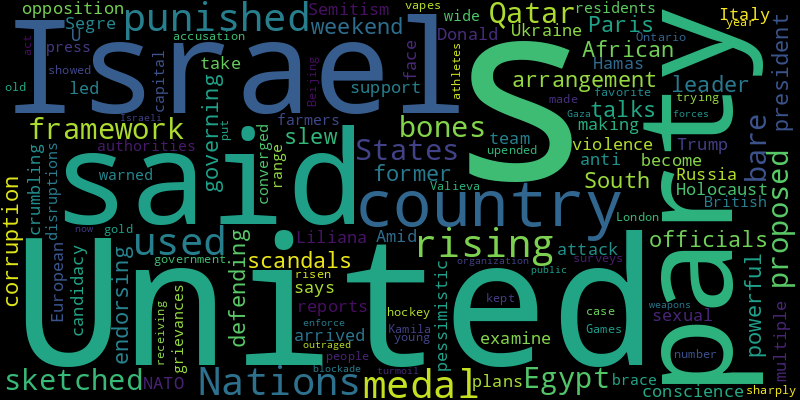 opposition
Segre
U
press
act
showed
old
led
capital
punished
accusation
Semitism
weekend
vapes
wide
Donald
face
Qatar
residents
Paris
Ukraine
Ontario
Italy
year
Israel
S
party
president
take
support
athletes
Beijing
African
Hamas
arrangement
leader
talks
favorite
trying
made
Gaza
forces
framework
Israeli
farmers
put
governing
converged
range
slew
bones
team
upended
making
violence
Trump
bare
authorities
crumbling
disruptions
warned
said
States
former
Valieva
anti
become
South
Russia
Holocaust
British
London
proposed
country
corruption
European
now
gold
candidacy
endorsing
used
Liliana
Amid
rising
attack
officials
United
government
scandals
defending
risen
says
organization
surveys
public
pessimistic
kept
powerful
sexual
multiple
weapons
receiving
grievances
reports
arrived
enforce
outraged
people
hockey
Kamila
young
examine
case
Games
number
sketched
NATO
Nations
blockade
turmoil
medal
plans
Egypt
brace
conscience
sharply